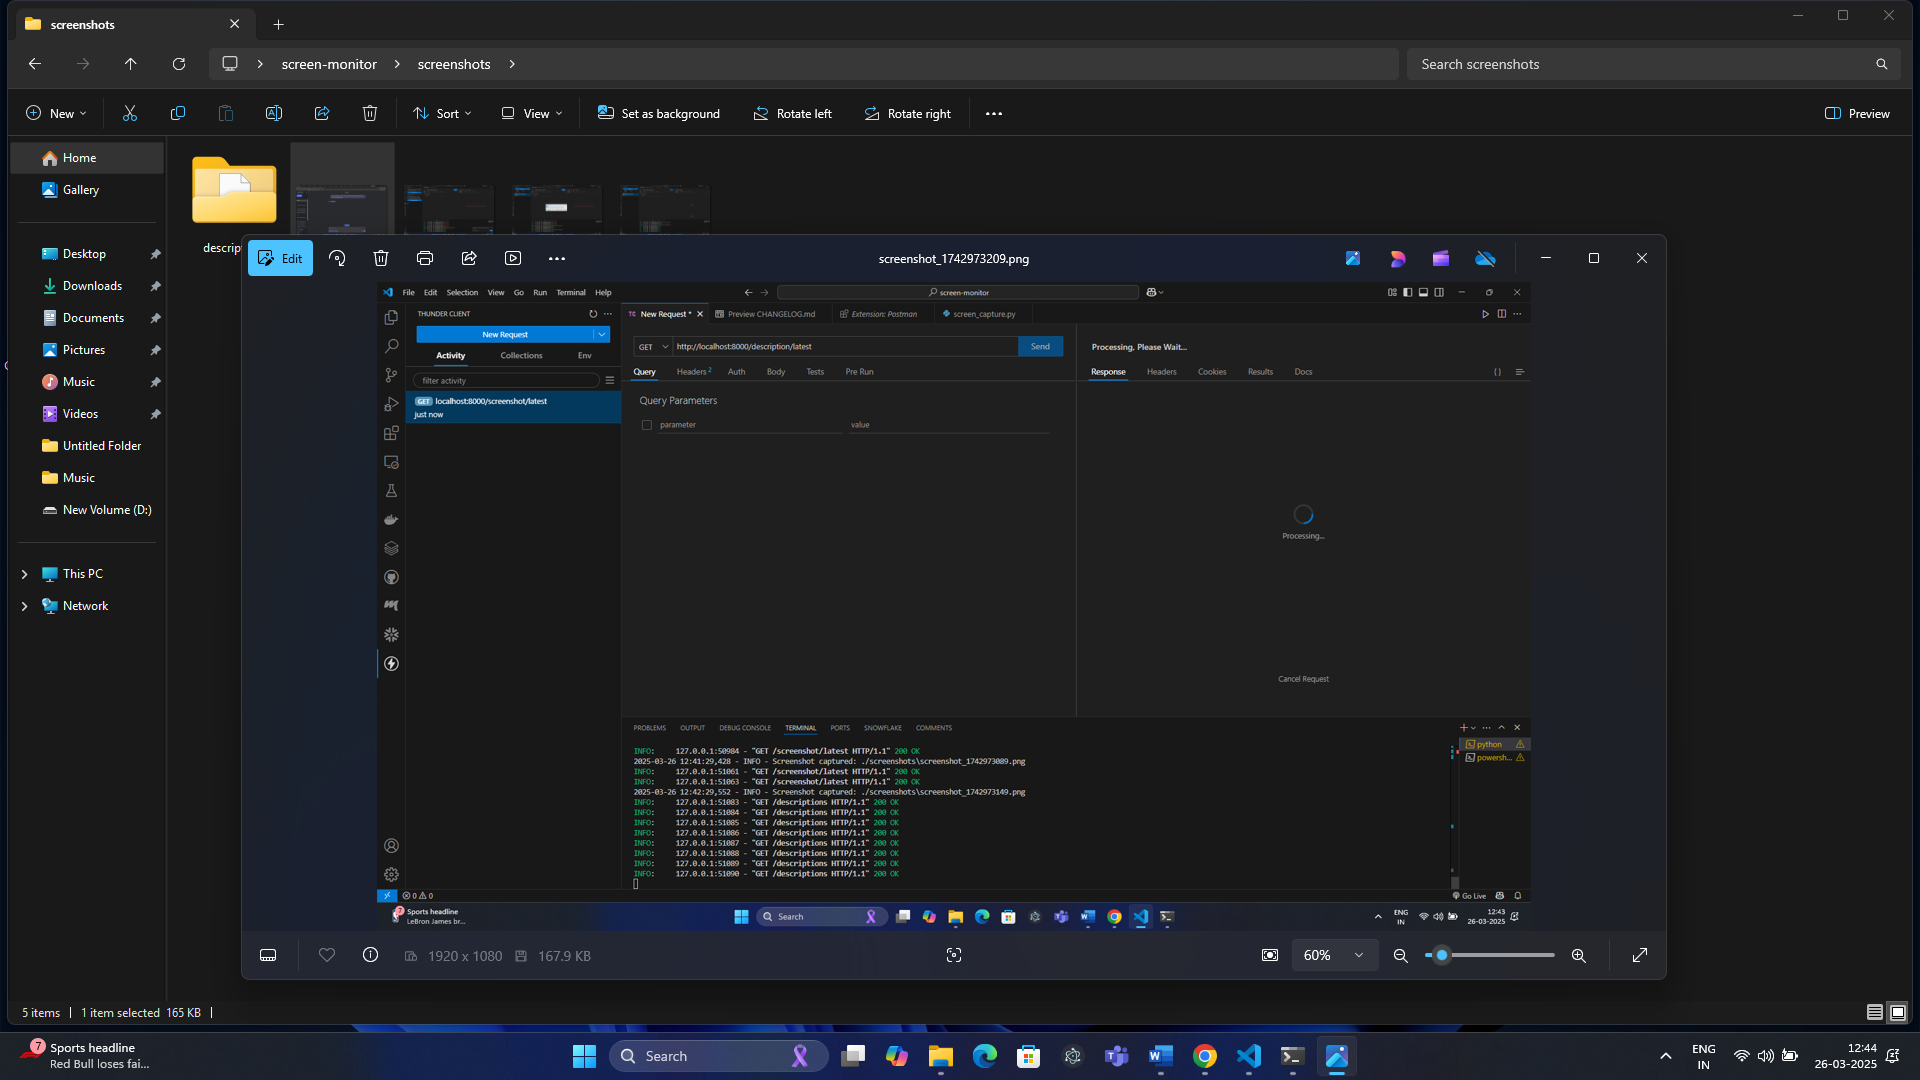 screenshots
screen-monitor
screenshots
Search screenshots
New
Sort
View
Set as background
Rotate left
Rotate right
Preview
Home
Gallery
Desktop
Downloads
Documents
Pictures
Music
Videos
Untitled Folder
Music
New Volume (D:)
This PC
Network
descrip
Edit
screenshot_1742973209.png
File Edit Selection View Go Run Terminal Help
screen-monitor
THUNDER CLIENT
New Request
Activity Collections Env
filter activity
GET localhost:8000/screenshot/latest
just now
TC New Request * Preview CHANGELOG.md Extension: Postman screen_capture.py
GET http://localhost:8000/description/latest Send
Query Headers 2 Auth Body Tests Pre Run
Query Parameters
parameter value
Processing, Please Wait...
Response Headers Cookies Results Docs
Processing...
Cancel Request
PROBLEMS OUTPUT DEBUG CONSOLE TERMINAL PORTS SNOWFLAKE COMMENTS
INFO: 127.0.0.1:50984 - "GET /screenshot/latest HTTP/1.1" 200 OK
2025-03-26 12:41:29,428 - INFO - Screenshot captured: ./screenshots\screenshot_1742973089.png
INFO: 127.0.0.1:51061 - "GET /screenshot/latest HTTP/1.1" 200 OK
INFO: 127.0.0.1:51063 - "GET /screenshot/latest HTTP/1.1" 200 OK
2025-03-26 12:42:29,552 - INFO - Screenshot captured: ./screenshots\screenshot_1742973149.png
INFO: 127.0.0.1:51083 - "GET /descriptions HTTP/1.1" 200 OK
INFO: 127.0.0.1:51084 - "GET /descriptions HTTP/1.1" 200 OK
INFO: 127.0.0.1:51085 - "GET /descriptions HTTP/1.1" 200 OK
INFO: 127.0.0.1:51086 - "GET /descriptions HTTP/1.1" 200 OK
INFO: 127.0.0.1:51087 - "GET /descriptions HTTP/1.1" 200 OK
INFO: 127.0.0.1:51088 - "GET /descriptions HTTP/1.1" 200 OK
INFO: 127.0.0.1:51089 - "GET /descriptions HTTP/1.1" 200 OK
INFO: 127.0.0.1:51090 - "GET /descriptions HTTP/1.1" 200 OK
python
powersh...
0 0
Go Live
7
Sports headline
LeBron James br...
Search
ENG
IN
12:43
26-03-2025
1920 x 1080
167.9 KB
60%
5 items
1 item selected 165 KB
7
Sports headline
Red Bull loses fai...
Search
ENG
IN
12:44
26-03-2025